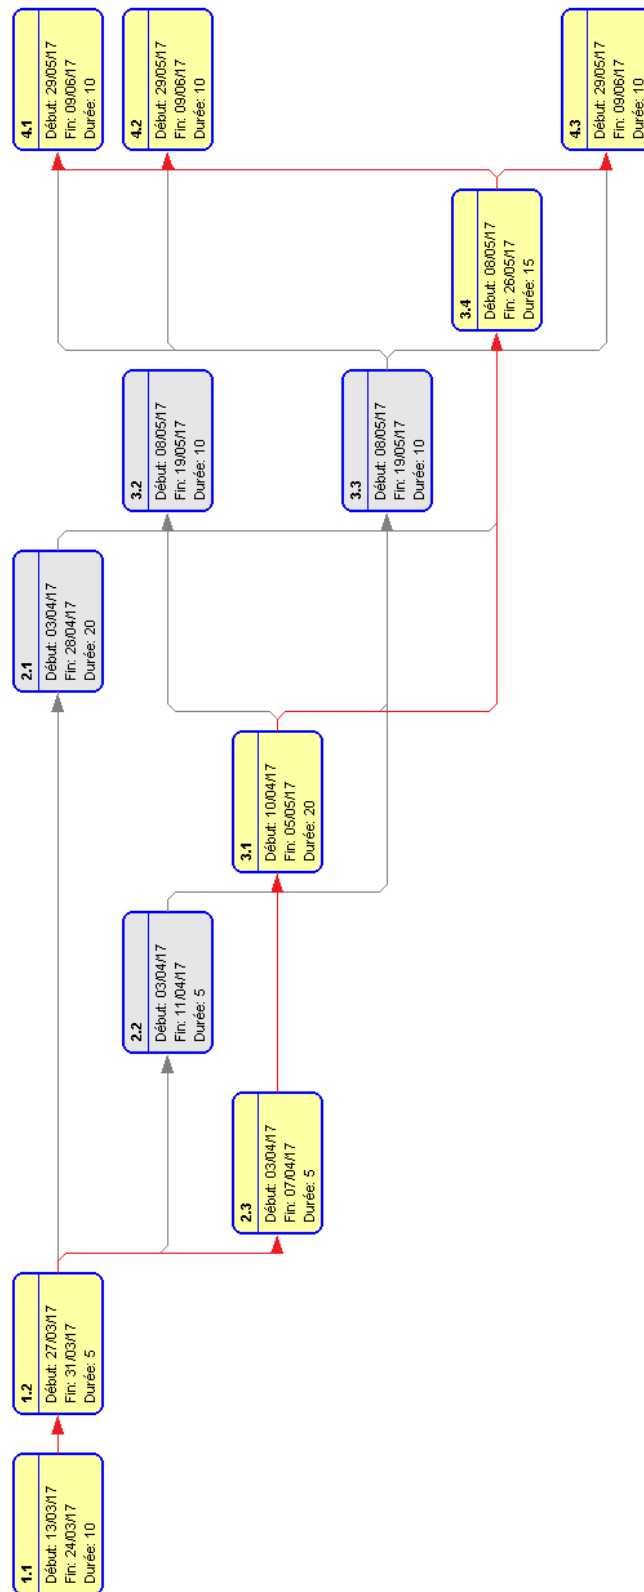 1.1
Début: 13/03/17
Fin: 24/03/17
Durée: 10
1.2
Début: 27/03/17
Fin: 31/03/17
Durée: 5
2.3
Début: 03/04/17
Fin: 07/04/17
Durée: 5
2.2
Début: 03/04/17
Fin: 11/04/17
Durée: 5
3.1
Début: 10/04/17
Fin: 05/05/17
Durée: 20
2.1
Début: 03/04/17
Fin: 28/04/17
Durée: 20
3.2
Début: 08/05/17
Fin: 19/05/17
Durée: 10
3.3
Début: 08/05/17
Fin: 19/05/17
Durée: 10
3.4
Début: 08/05/17
Fin: 26/05/17
Durée: 15
4.1
Début: 29/05/17
Fin: 09/06/17
Durée: 10
4.2
Début: 29/05/17
Fin: 09/06/17
Durée: 10
4.3
Début: 29/05/17
Fin: 09/06/17
Durée: 10